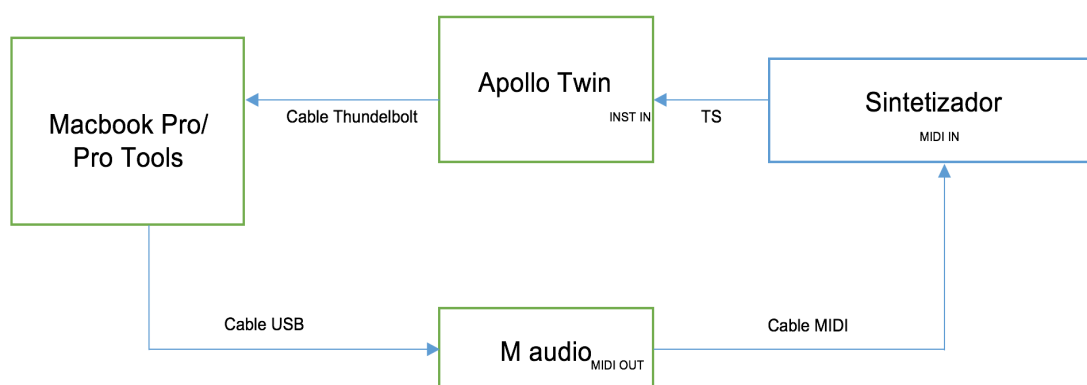 Apollo Twin
INST IN
Sintetizador
MIDI IN
TS
Cable Thundelbolt
Macbook Pro/
Pro Tools
Cable USB
Cable MIDI
M audio
MIDI OUT